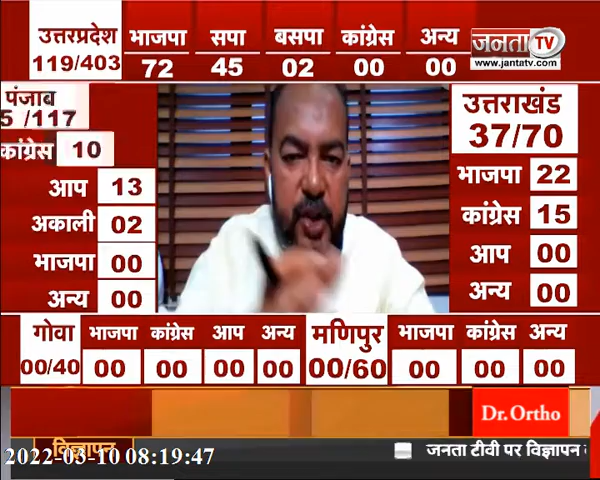 उत्तरप्रदेश भाजपा सपा बसपा कांग्रेस अन्य
119/403 72 45 02 00 00
जनता TV
www.jantatv.com
पंजाब
5 /117
कांग्रेस 10
आप 13
अकाली 02
भाजपा 00
अन्य 00
उत्तराखंड
37/70
भाजपा 22
कांग्रेस 15
आप 00
अन्य 00
गोवा भाजपा कांग्रेस आप अन्य
00/40 00 00 00 00
मणिपुर भाजपा कांग्रेस अन्य
00/60 00 00 00
Dr. Ortho
विज्ञापन
जनता टीवी पर विज्ञापन
2022-03-10 08:19:47